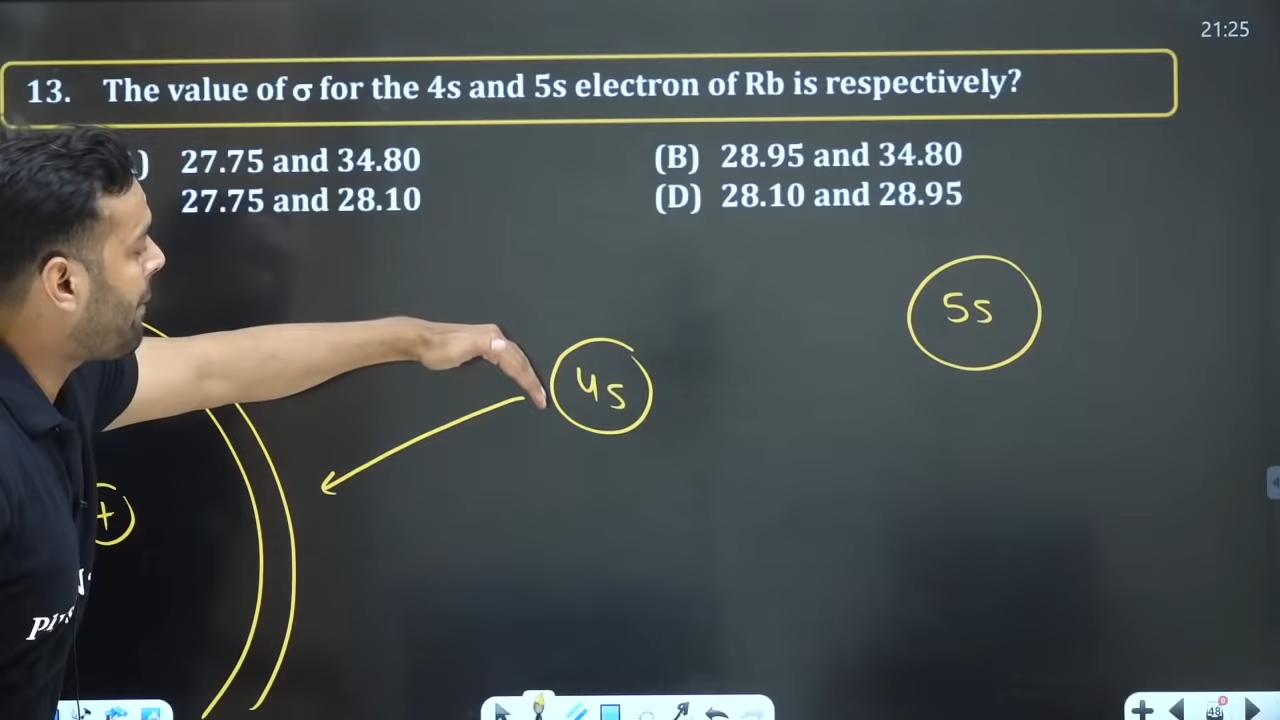 21:25
13. The value of σ for the 4s and 5s electron of Rb is respectively?
) 27.75 and 34.80
(B) 28.95 and 34.80
27.75 and 28.10
(D) 28.10 and 28.95
5s
4s
+
48